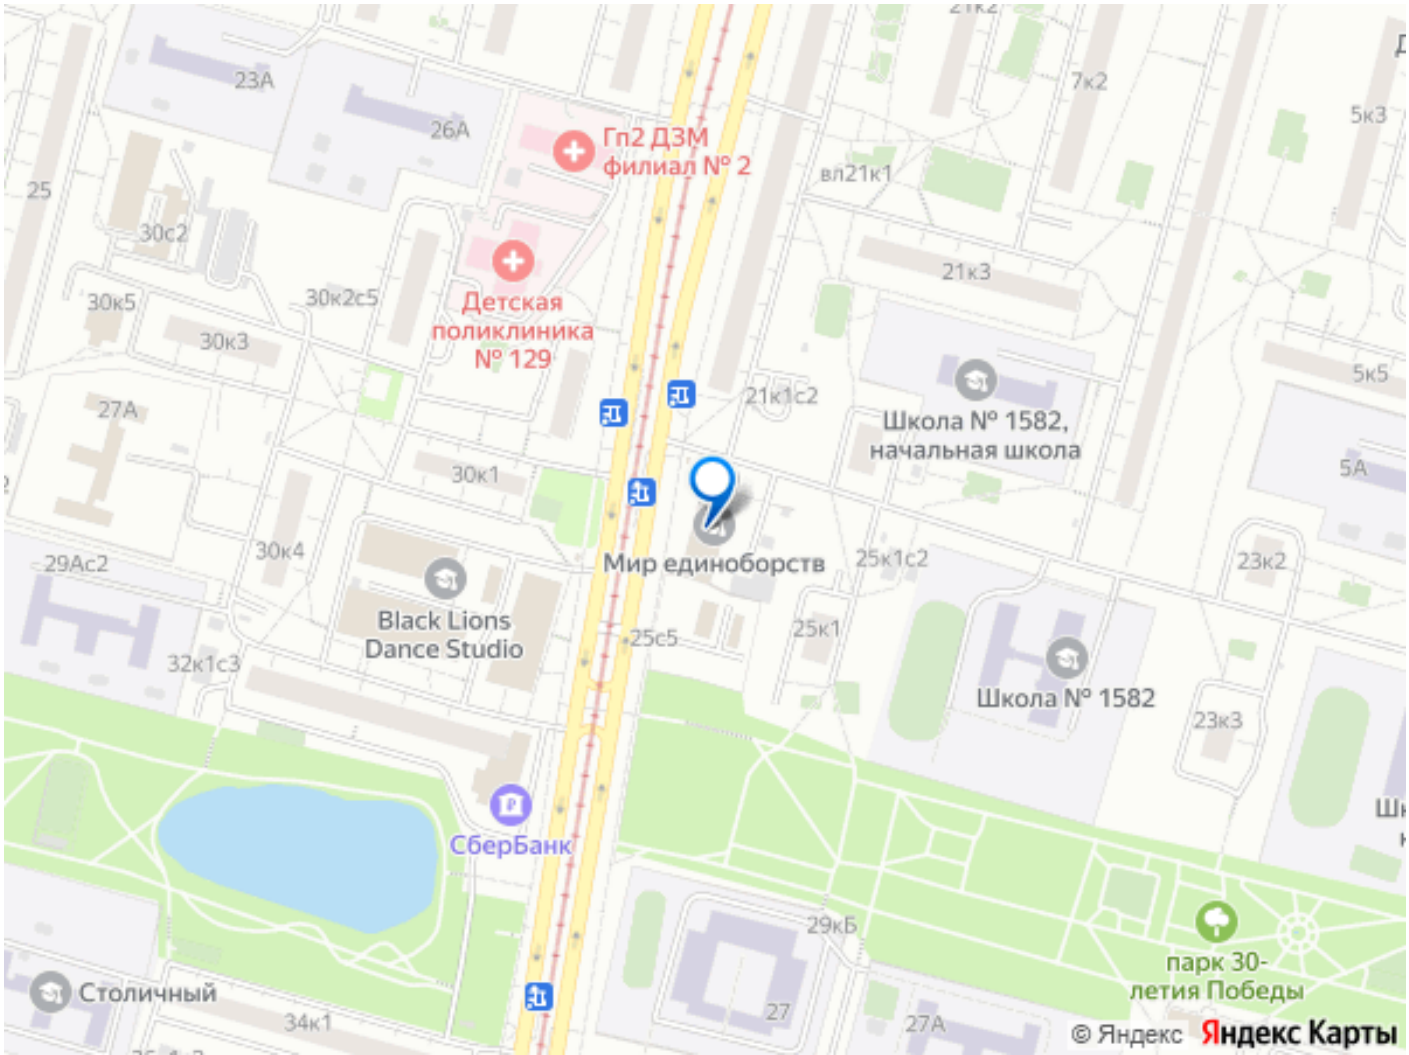 21к2
23А
7к2
5к3
26А
Гп2 ДЗМ
филиал № 2
вл21к1
25
30с2
21к3
30к5
30к2с5
Детская
поликлиника
№ 129
30к3
5к5
21к1с2
27А
Школа № 1582,
начальная школа
30к1
5А
30к4
Мир единоборств
25к1с2
23к2
29Ас2
Black Lions
Dance Studio
25с5
25к1
32к1с3
Школа № 1582
23к3
СберБанк
29кБ
парк 30-
летия Победы
Столичный
27
34к1
27А
© Яндекс Яндекс Карты